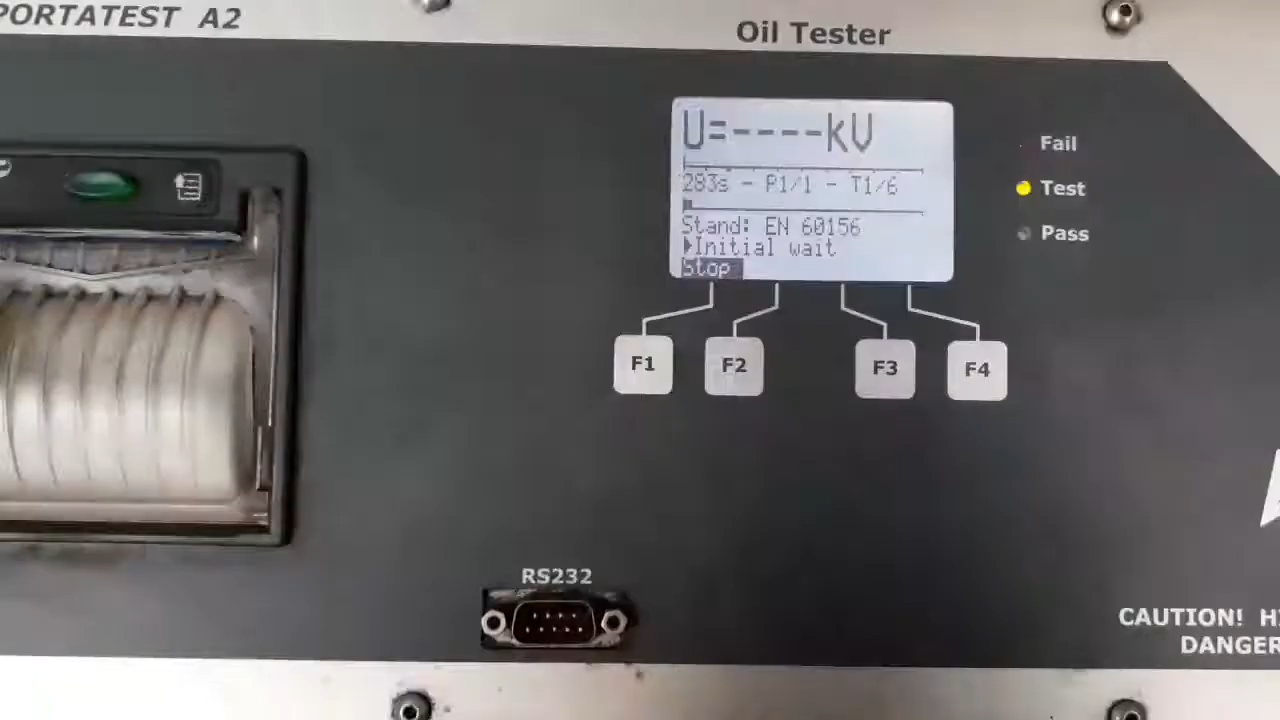 PORTATEST A2
Oil Tester
U=----kV
283s - P1/1 - T1/6
Stand: EN 60156
Initial wait
Stop
Fail
Test
Pass
F1
F2
F3
F4
RS232
CAUTION!
DANGER